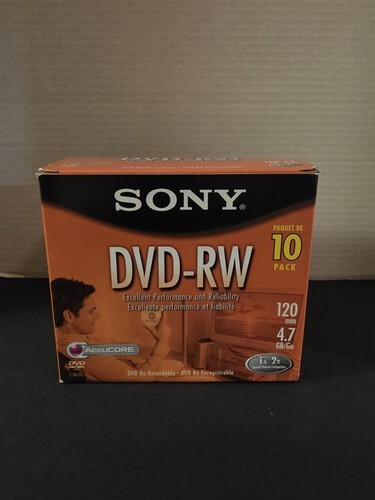 SONY®
DVD-RW
Excellent Performance and Reliability
Excellente performance et fiabilité
PAQUET DE
10
PACK
120
min
4.7
GB/Go
1x - 2x
AccuCORE
DVD
DVD Re-Recordable • DVD Ré-Enregistrable